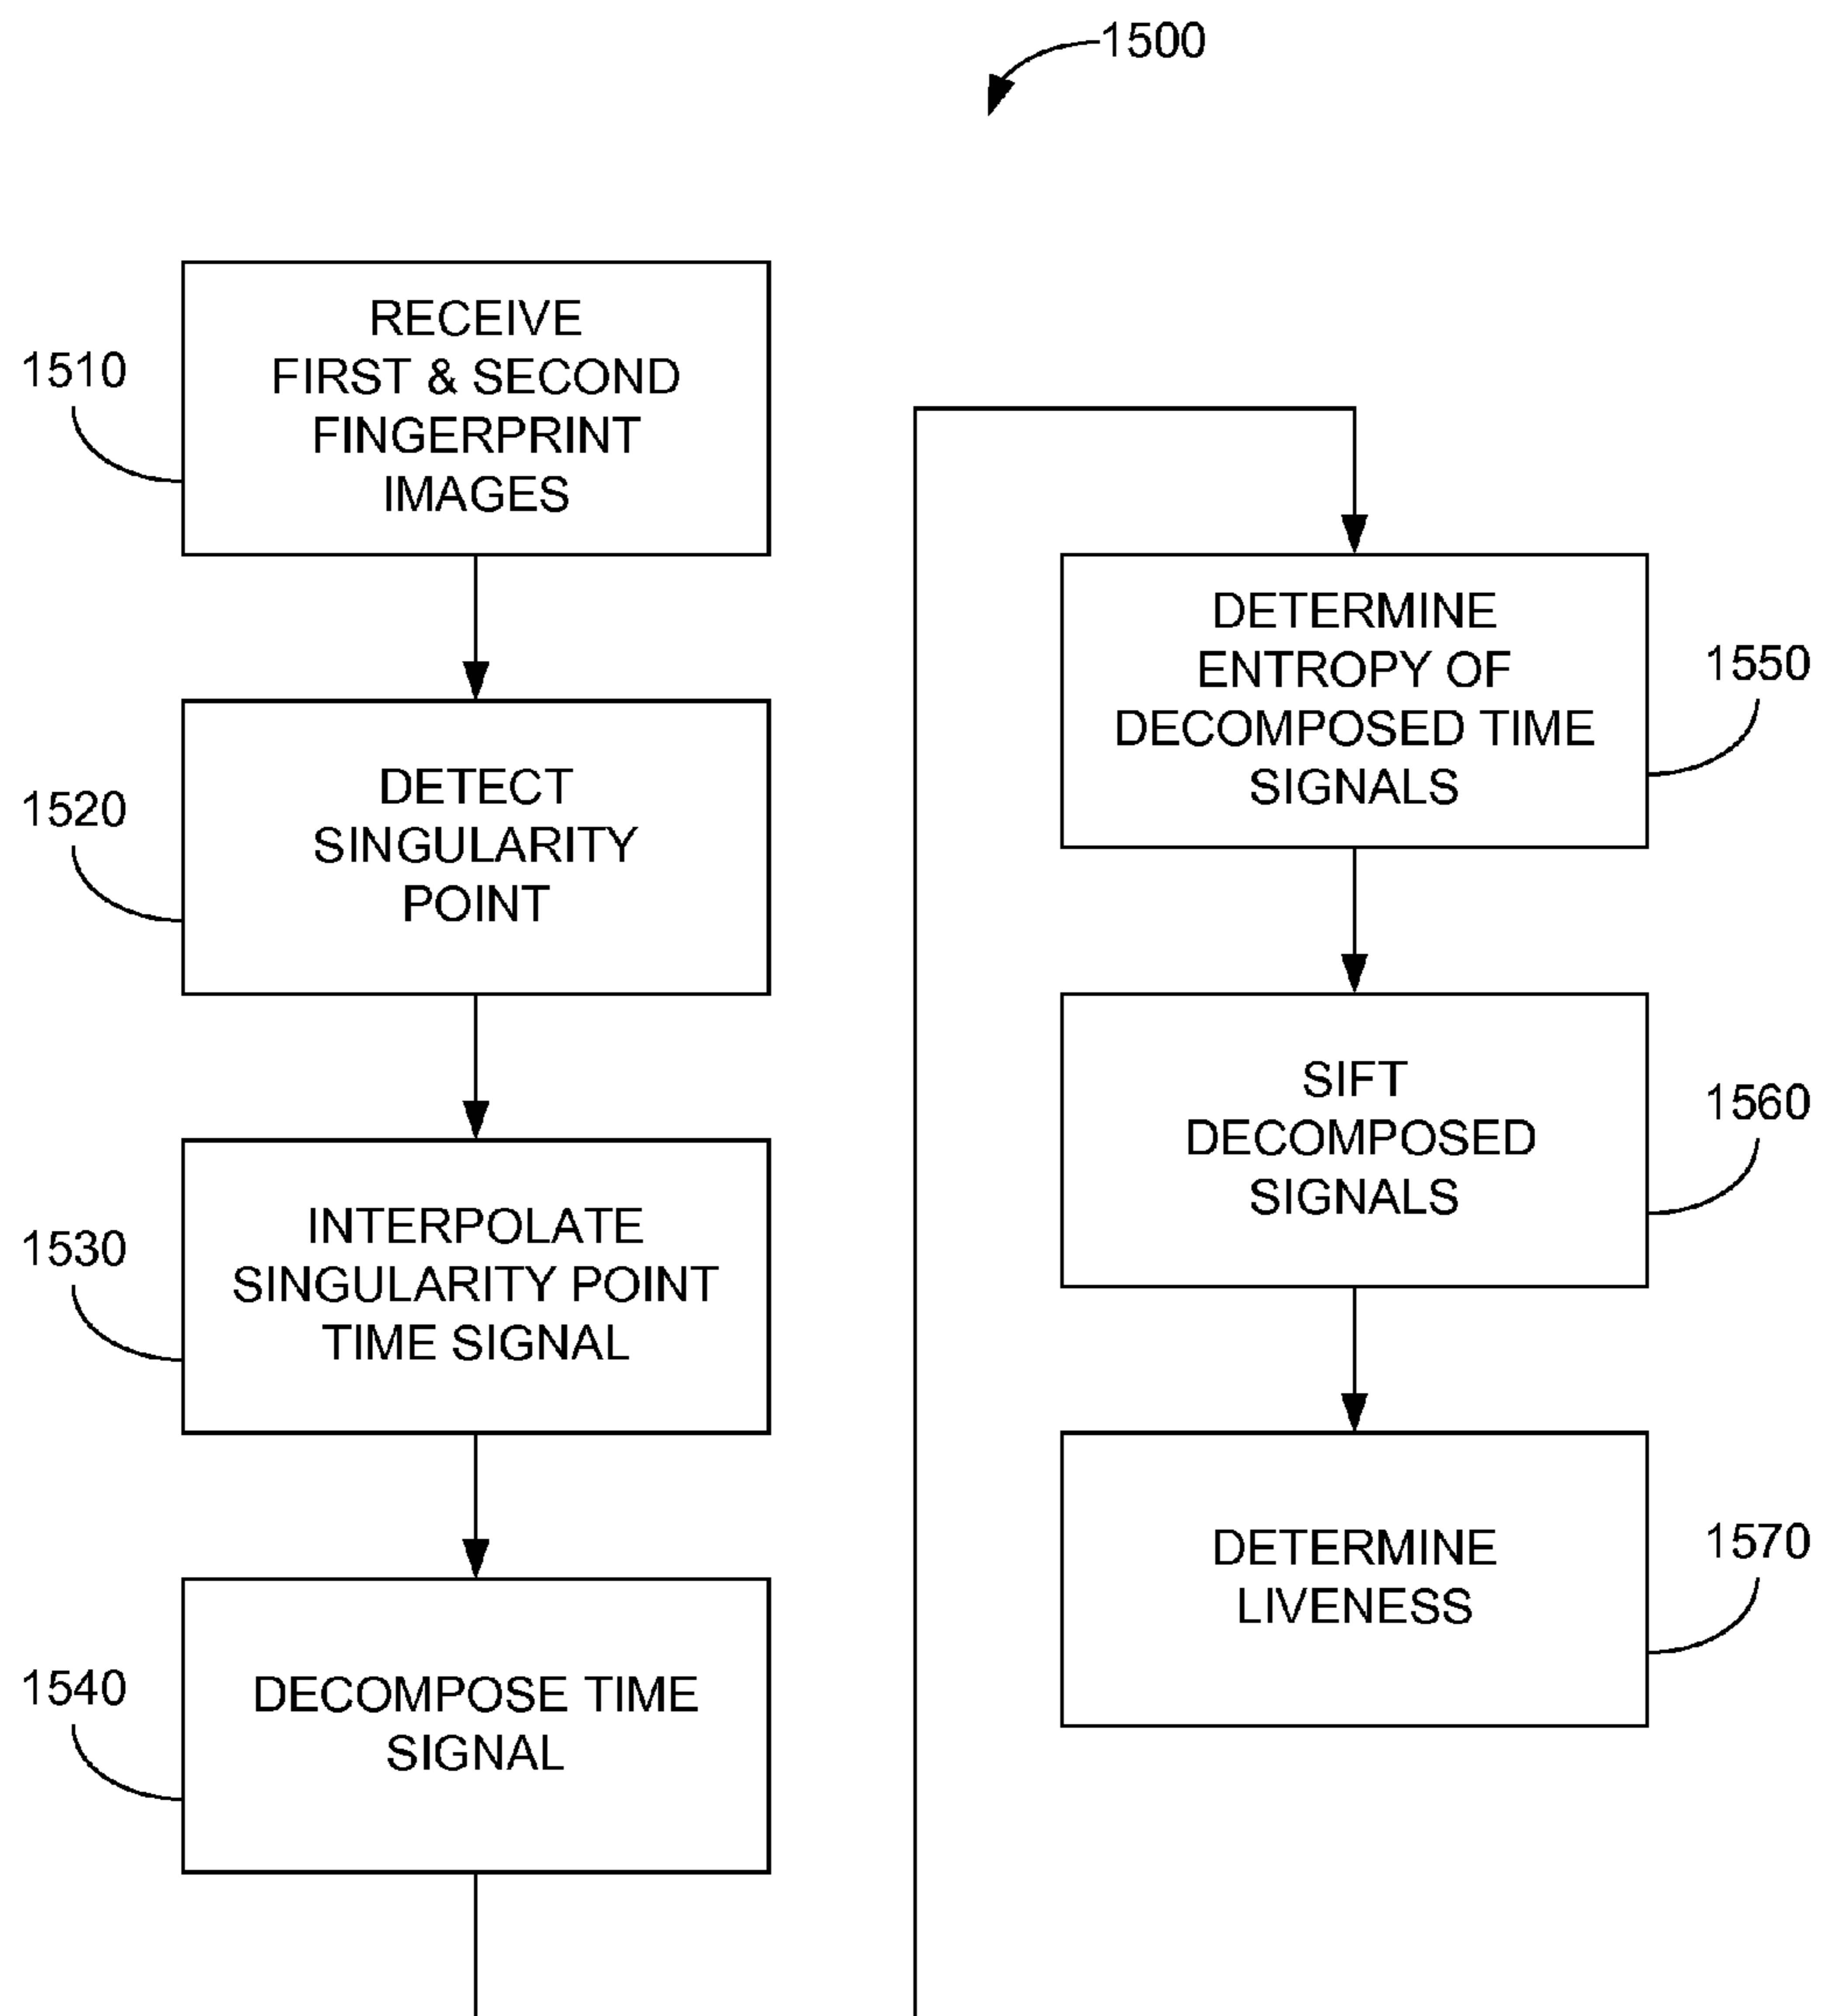 1500
1510
RECEIVE
FIRST & SECOND
FINGERPRINT
IMAGES
1520
DETECT
SINGULARITY
POINT
1530
INTERPOLATE
SINGULARITY POINT
TIME SIGNAL
1540
DECOMPOSE TIME
SIGNAL
DETERMINE
ENTROPY OF
DECOMPOSED TIME
SIGNALS
1550
SIFT
DECOMPOSED
SIGNALS
1560
DETERMINE
LIVENESS
1570